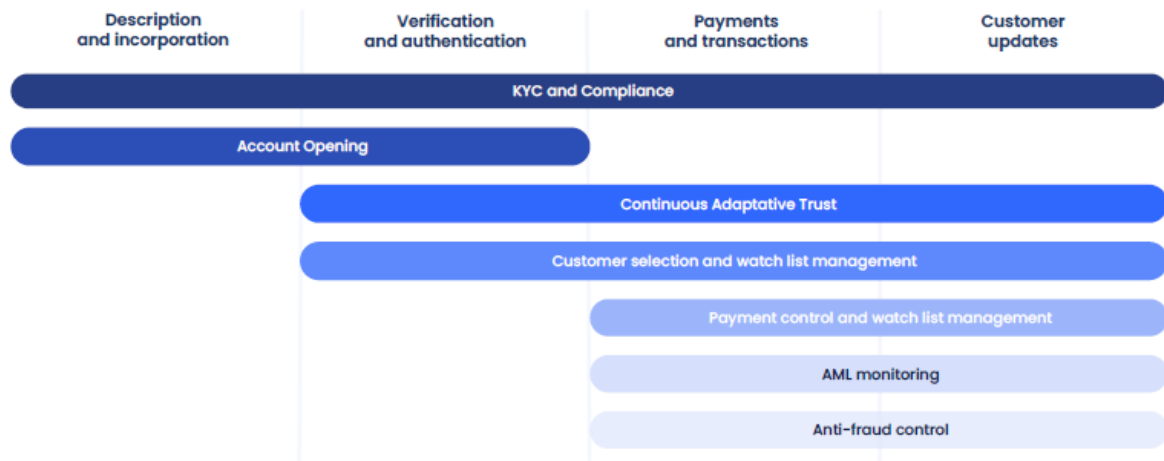 Description
and incorporation
Verification
and authentication
Payments
and transactions
Customer
updates
KYC and Compliance
Account Opening
Continuous Adaptative Trust
Customer selection and watch list management
Payment control and watch list management
AML monitoring
Anti-fraud control